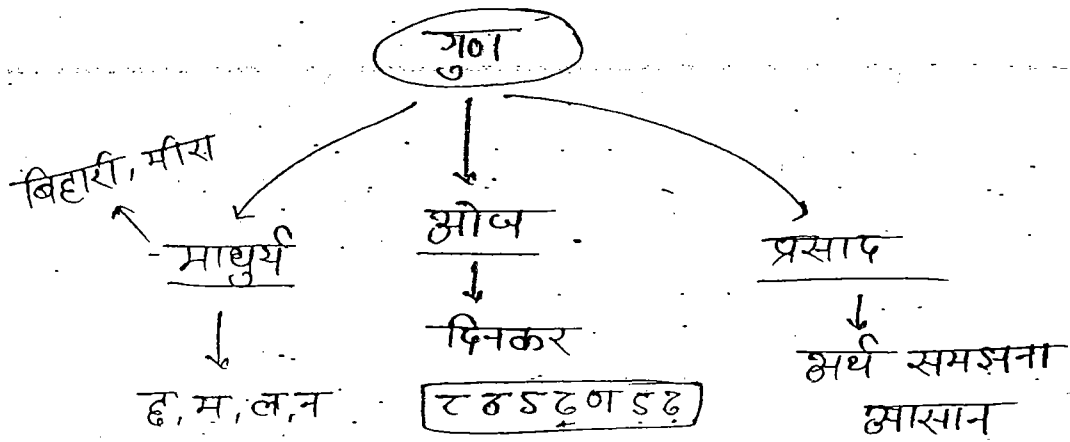 गुण
बिहारी, मीरा
माधुर्य
ओज
प्रसाद
दिनकर
अर्थ समझना
आसान
ह, म, ल, न
ट ठ ड ढ ण ड़ ढ़